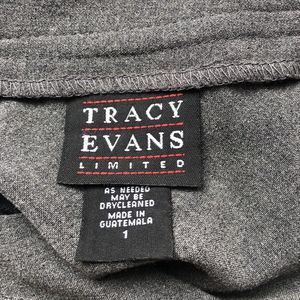 TRACY
EVANS
LIMITED
AS NEEDED
MAY BE
DRYCLEANED
MADE IN
GUATEMALA
1